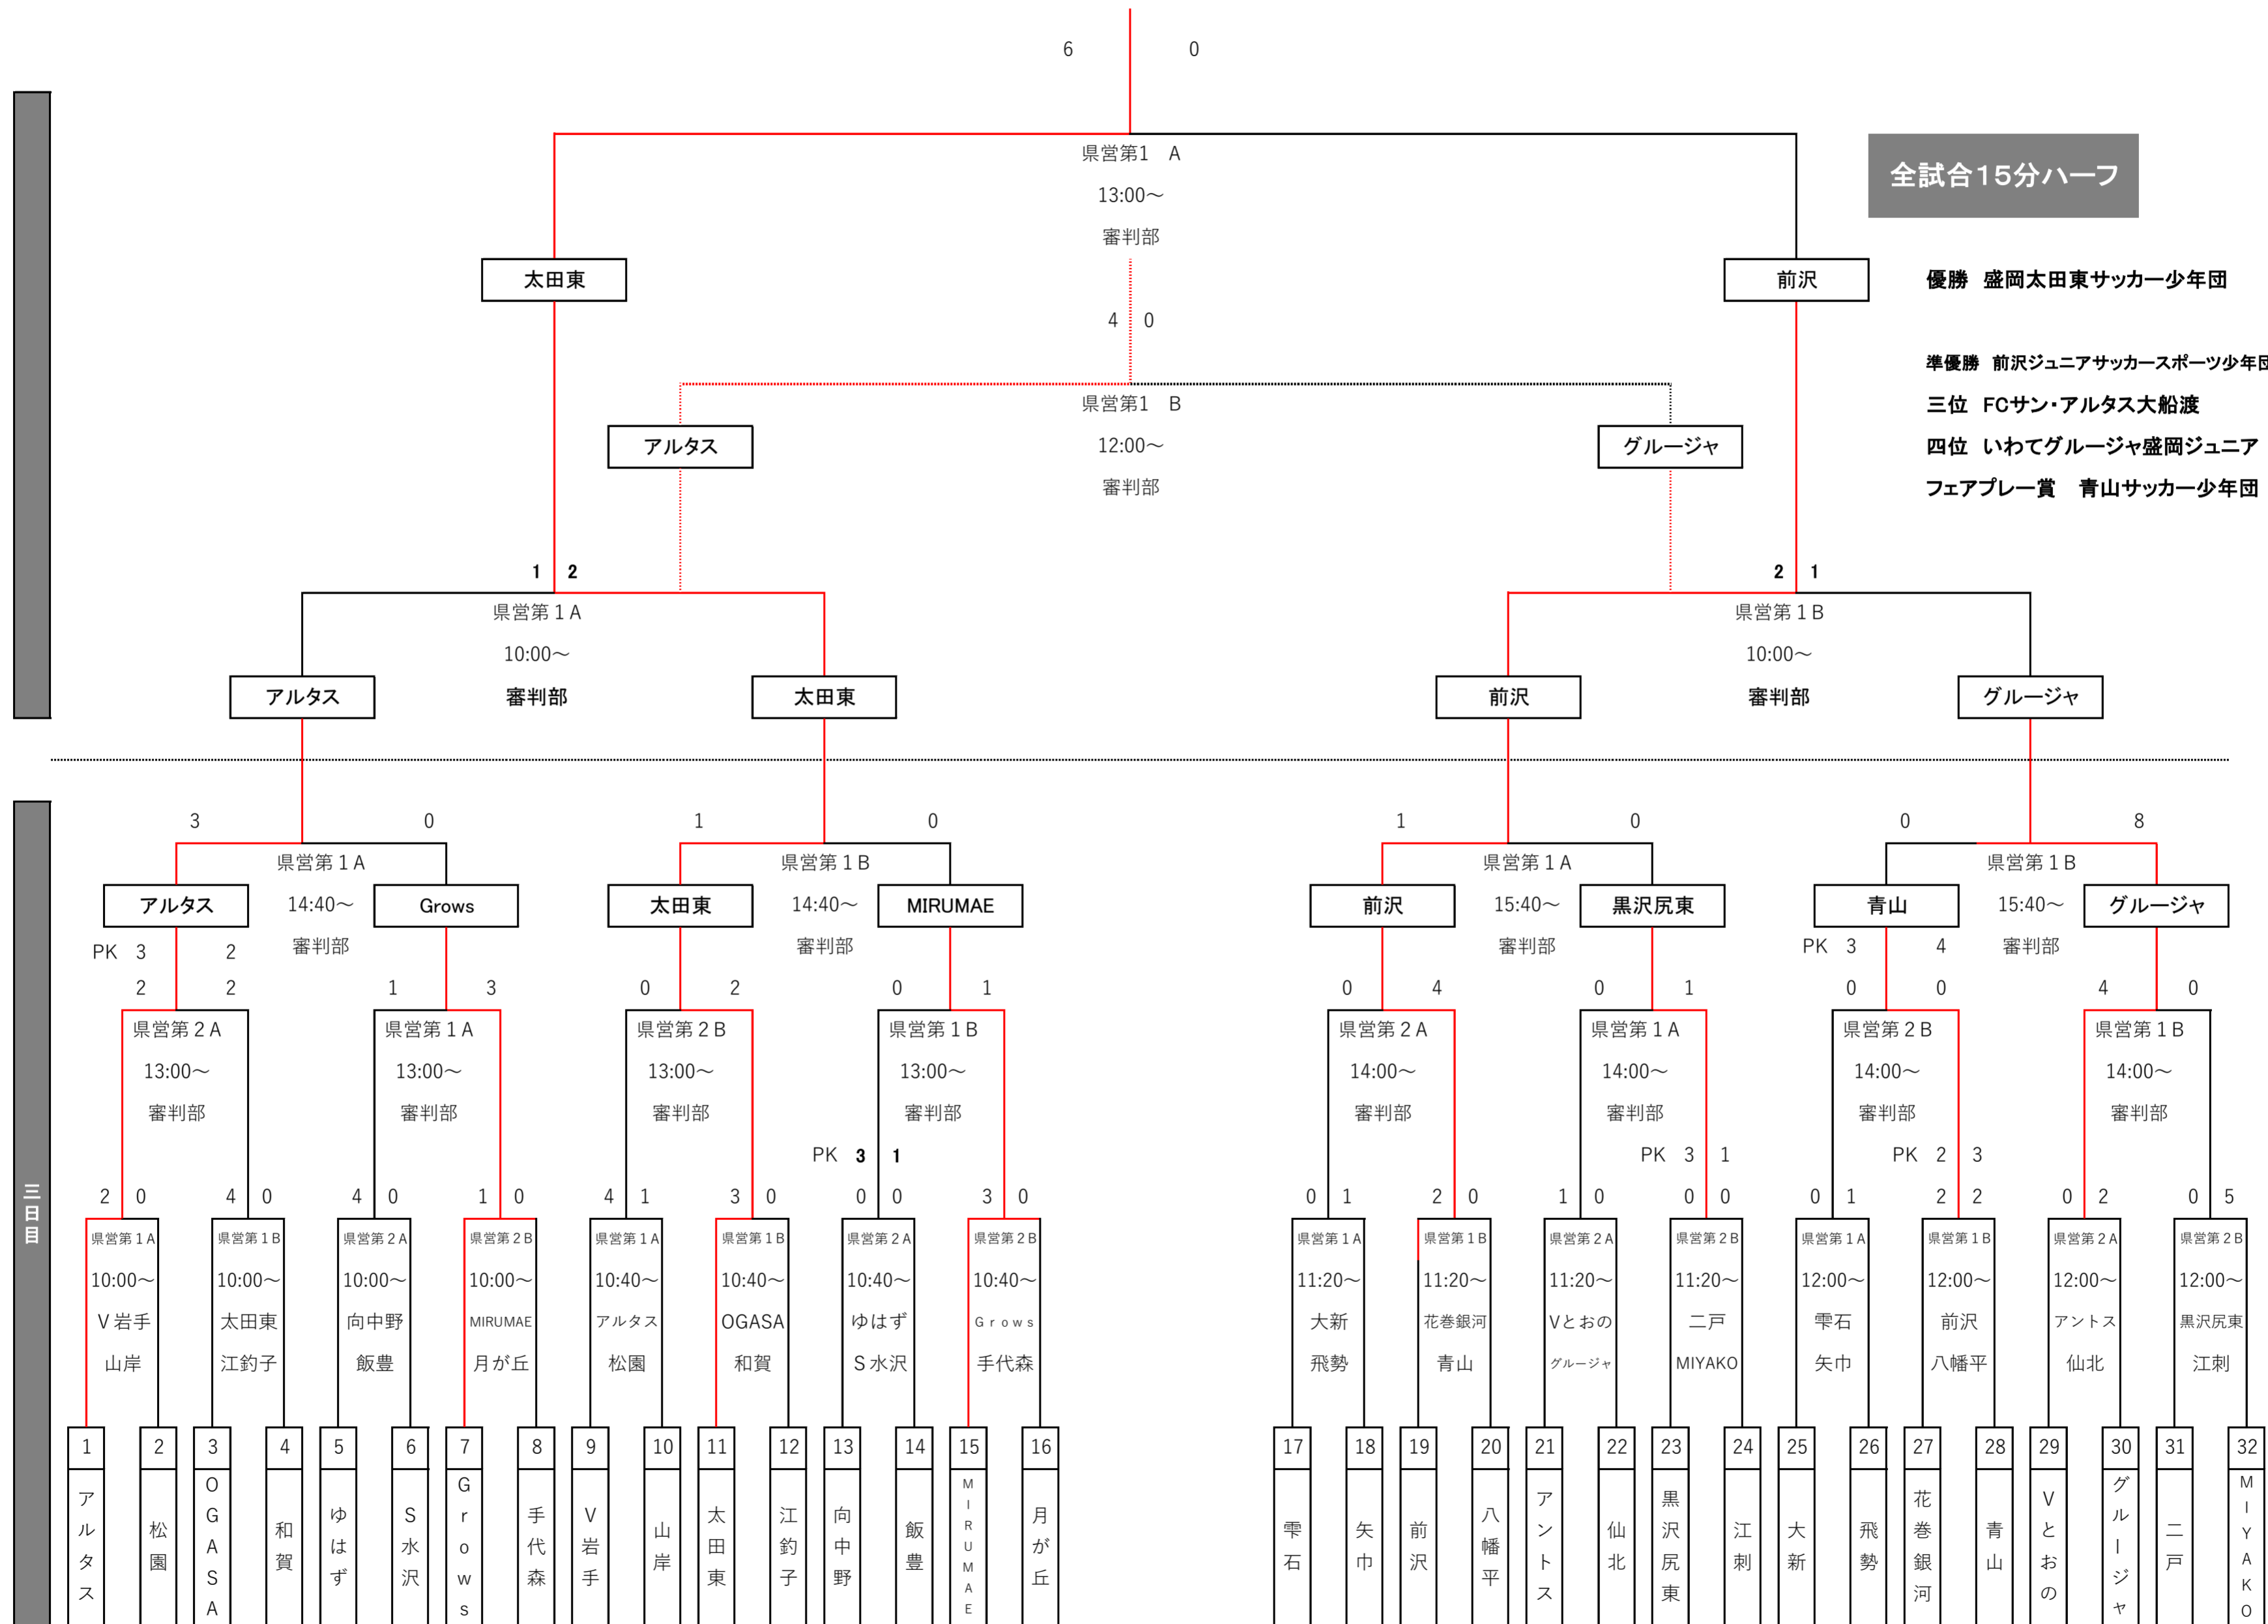 6 0
県営第1 A
13:00～
審判部
全試合15分ハーフ
太田東
前沢
優勝 盛岡太田東サッカー少年団
4 0
準優勝 前沢ジュニアサッカースポーツ少年団
県営第1 B
12:00～
審判部
三位 FCサン・アルタス大船渡
アルタス
グルージャ
四位 いわてグルージャ盛岡ジュニア
フェアプレー賞 青山サッカー少年団
1 2
2 1
県営第1A
10:00～
審判部
県営第1B
10:00～
審判部
アルタス
太田東
前沢
グルージャ
3 0 1 0 1 0 0 8
県営第1A 県営第1B 県営第1A 県営第1B
アルタス 14:40～ Grows 太田東 14:40～ MIRUMAE 前沢 15:40～ 黒沢尻東 青山 15:40～ グルージャ
PK 3 2 審判部 審判部 審判部 PK 3 4 審判部
2 2 1 3 0 2 0 1 0 4 0 1 0 0 4 0
県営第2A 県営第1A 県営第2B 県営第1B 県営第2A 県営第1A 県営第2B 県営第1B
13:00～ 13:00～ 13:00～ 13:00～ 14:00～ 14:00～ 14:00～ 14:00～
審判部 審判部 審判部 審判部 審判部 審判部 審判部 審判部
PK 3 1 PK 3 1 PK 2 3
三日目
2 0 4 0 4 0 1 0 4 1 3 0 0 0 3 0 0 1 2 0 1 0 0 0 0 1 2 2 0 2 0 5
県営第1A 県営第1B 県営第2A 県営第2B 県営第1A 県営第1B 県営第2A 県営第2B 県営第1A 県営第1B 県営第2A 県営第2B 県営第1A 県営第1B 県営第2A 県営第2B
10:00～ 10:00～ 10:00～ 10:00～ 10:40～ 10:40～ 10:40～ 10:40～ 11:20～ 11:20～ 11:20～ 11:20～ 12:00～ 12:00～ 12:00～ 12:00～
V岩手 太田東 向中野 MIRUMAE アルタス OGASA ゆはず Grows 大新 花巻銀河 Vとおの 二戸 雫石 前沢 アントス 黒沢尻東
山岸 江釣子 飯豊 月が丘 松園 和賀 S水沢 手代森 飛勢 青山 グルージャ MIYAKO 矢巾 八幡平 仙北 江刺
1 2 3 4 5 6 7 8 9 10 11 12 13 14 15 16 17 18 19 20 21 22 23 24 25 26 27 28 29 30 31 32
アルタス
松園
OGASA
和賀
ゆはず
S水沢
Grows
手代森
V岩手
山岸
太田東
江釣子
向中野
飯豊
MIRUMAE
月が丘
雫石
矢巾
前沢
八幡平
アントス
仙北
黒沢尻東
江刺
大新
飛勢
花巻銀河
青山
Vとおの
グルージャ
二戸
MIYAKO